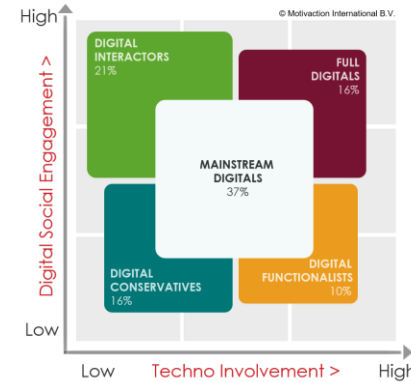 © Motivaction International B.V.
High
DIGITAL
INTERACTORS
21%
FULL
DIGITALS
16%
MAINSTREAM
DIGITALS
37%
DIGITAL
CONSERVATIVES
16%
DIGITAL
FUNCTIONALISTS
10%
Digital Social Engagement >
Low
Low
Techno Involvement >
High